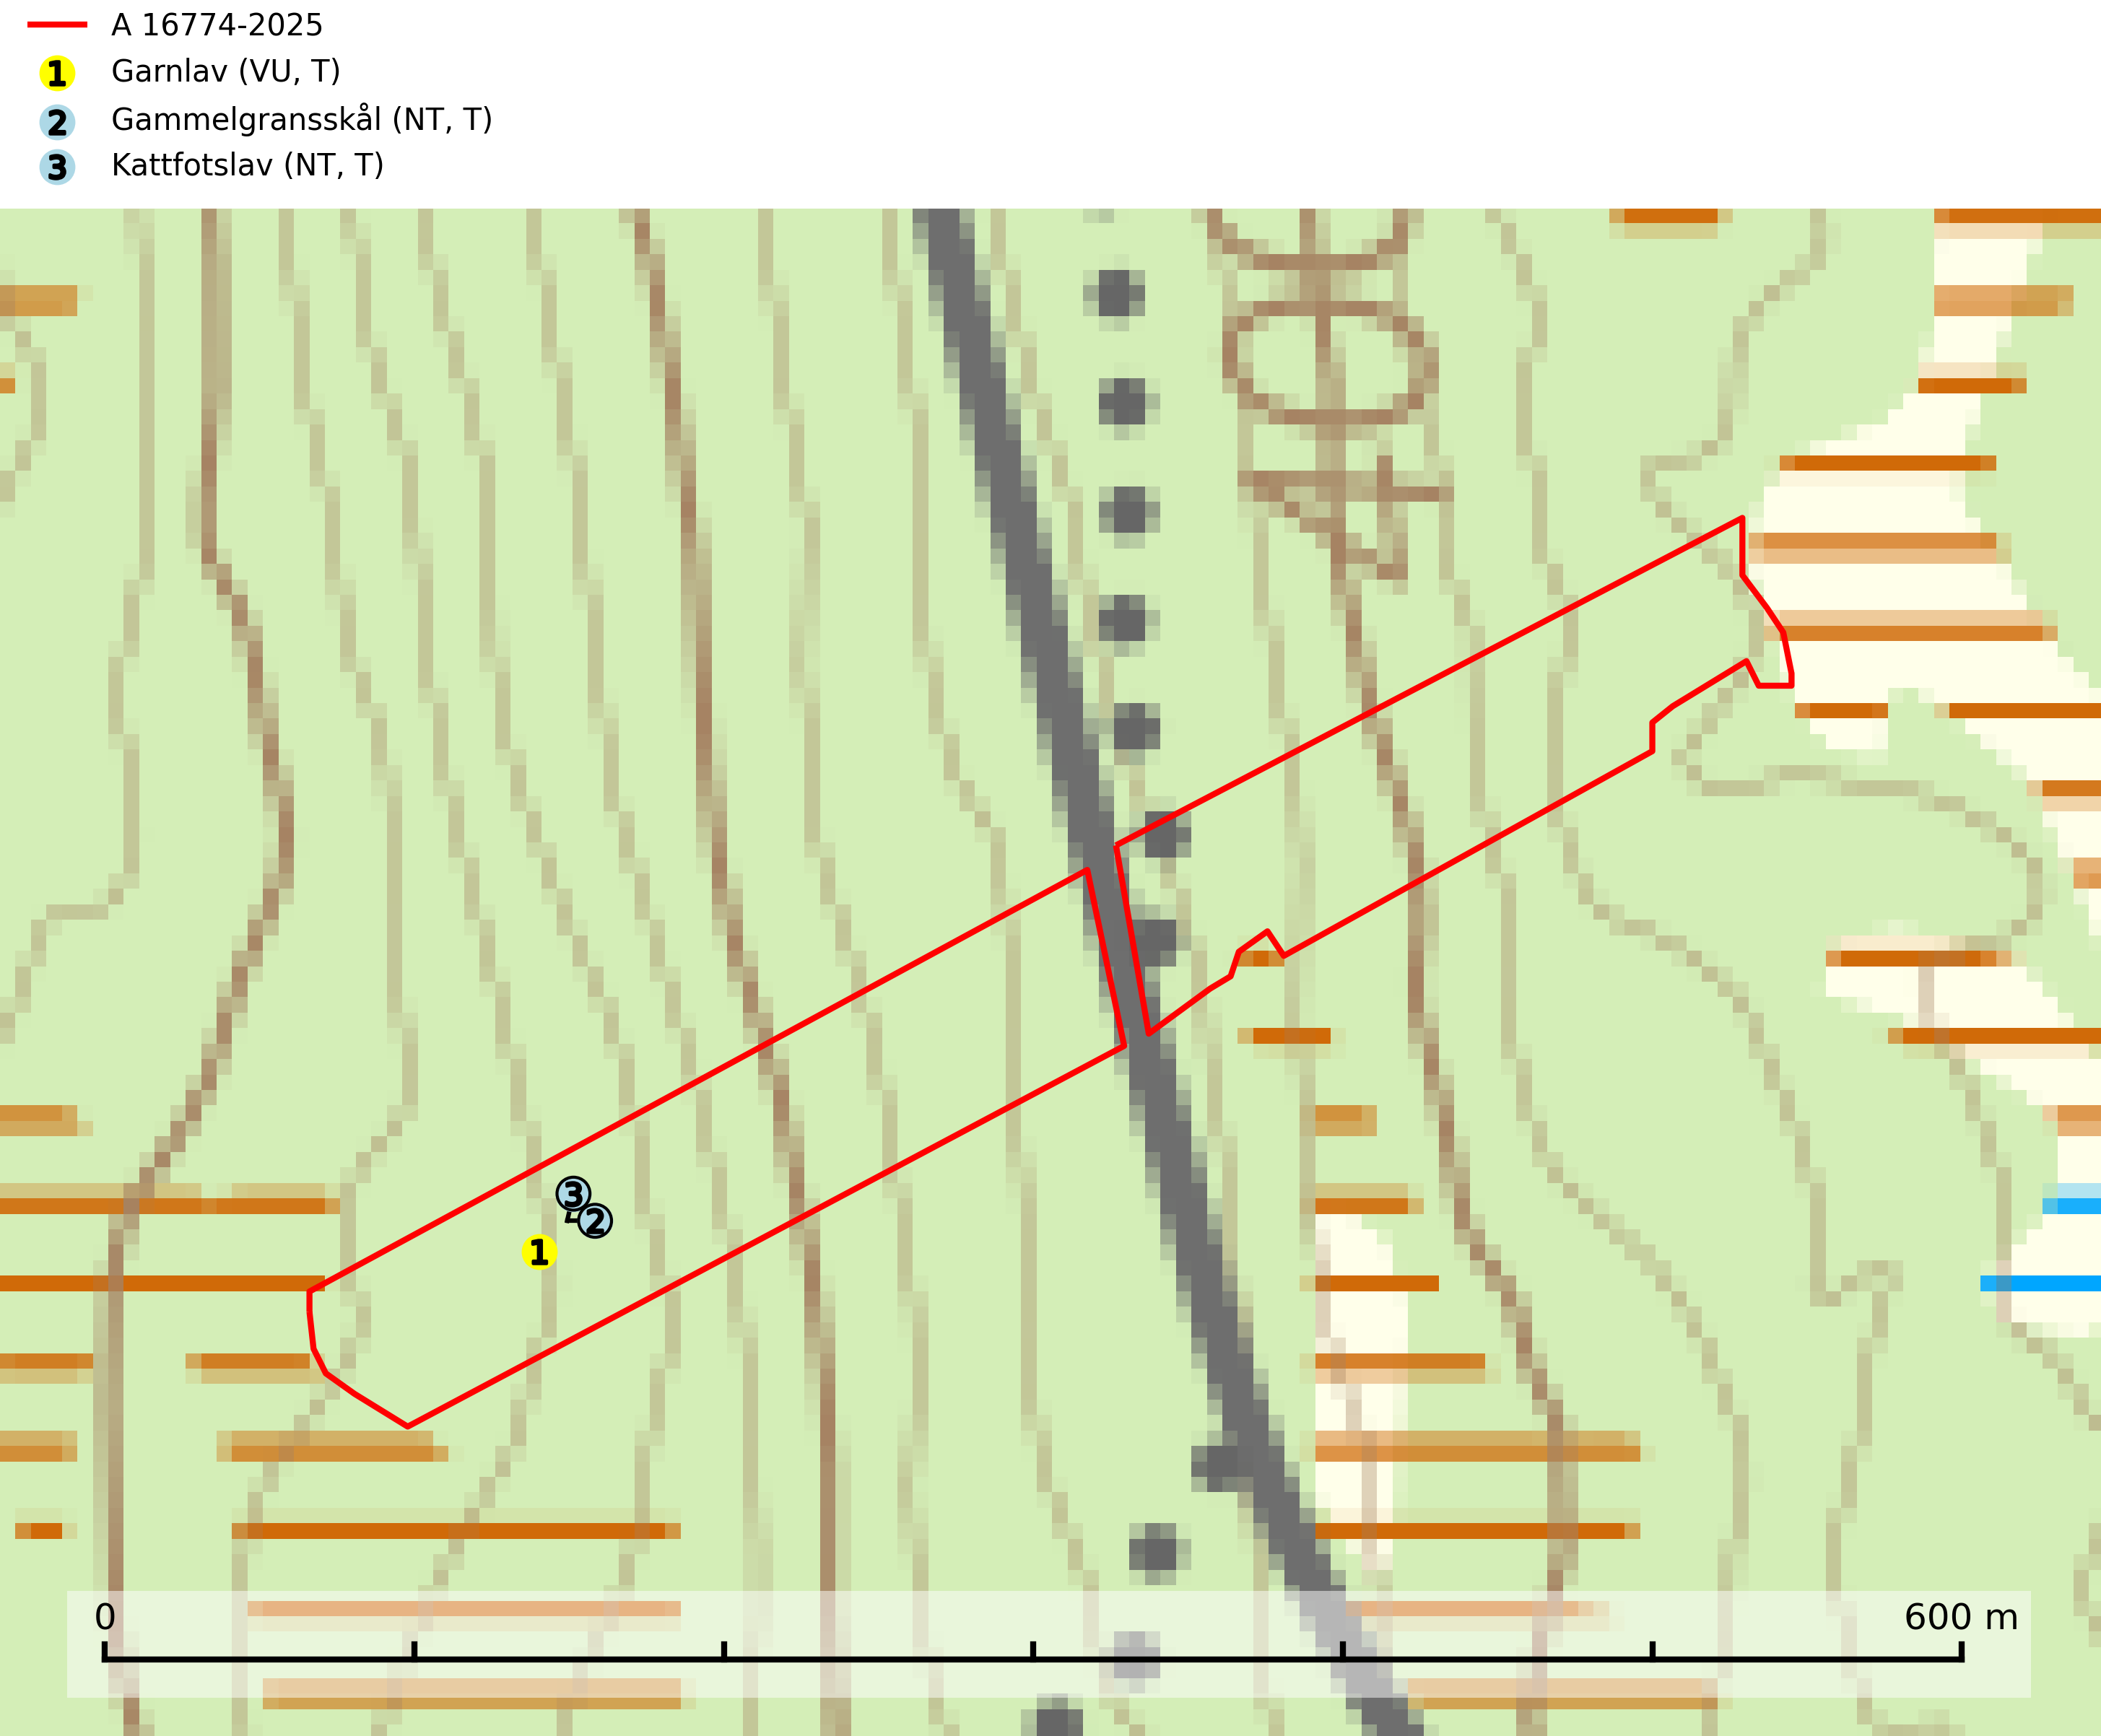 A 16774-2025
1 Garnlav (VU, T)
2 Gammelgransskål (NT, T)
3 Kattfotslav (NT, T)
3
2
1
0 600 m